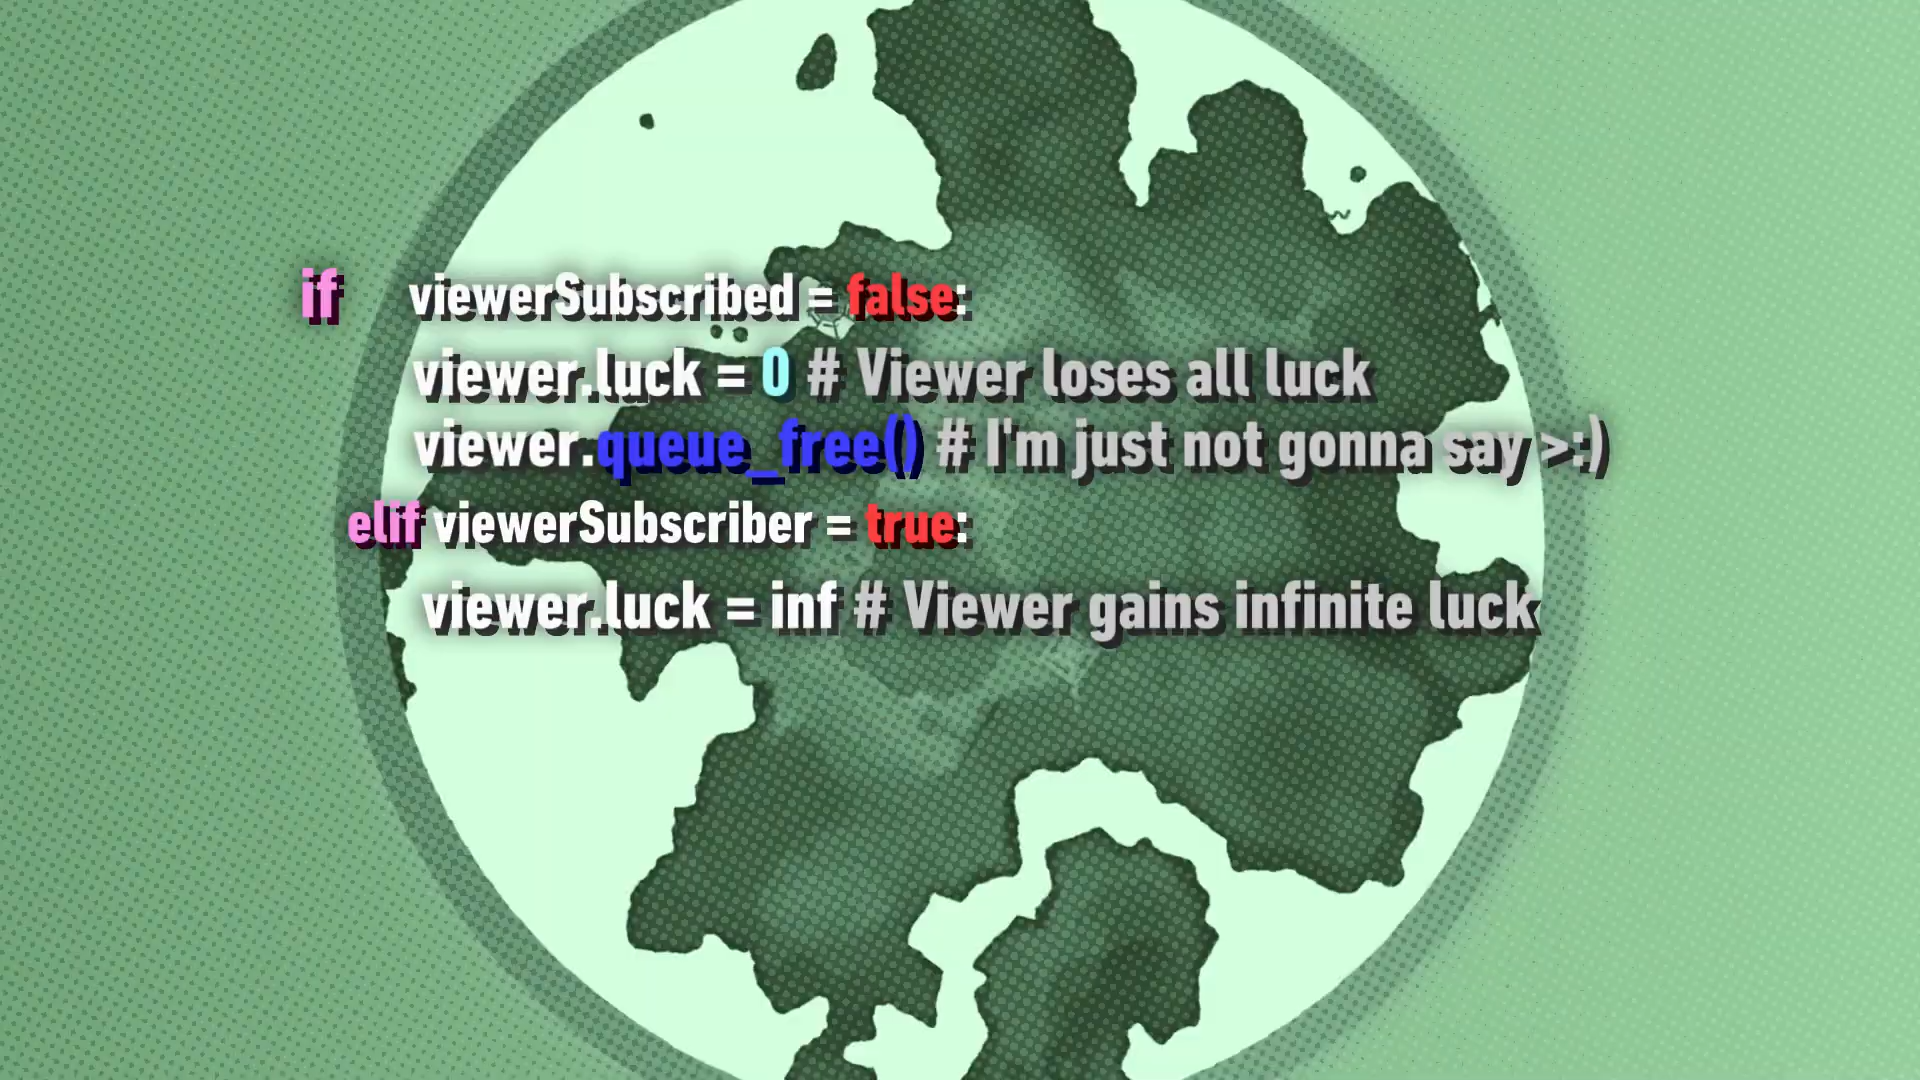 if viewerSubscribed = false:
viewer.luck = 0 # Viewer loses all luck
viewer.queue_free() # I'm just not gonna say >:)
elif viewerSubscriber = true:
viewer.luck = inf # Viewer gains infinite luck